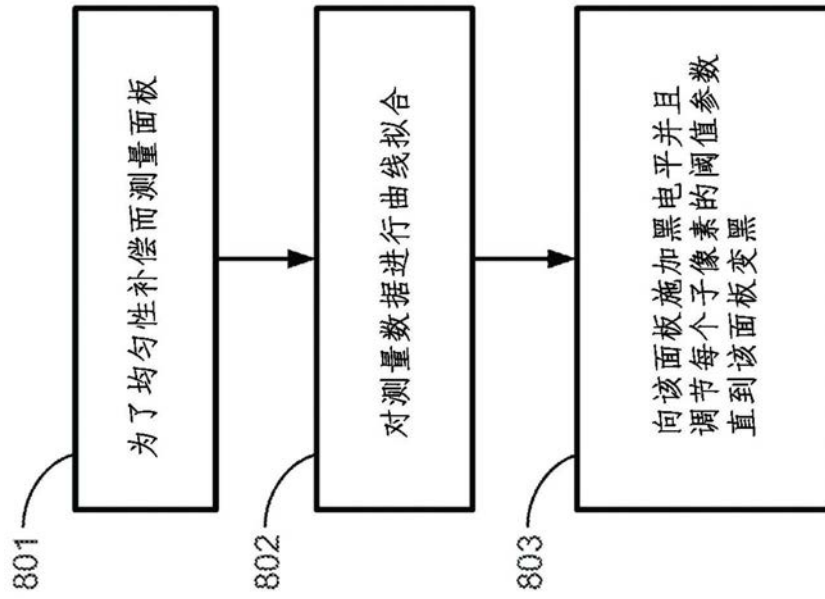 801
为了均匀性补偿而测量面板
802
对测量数据进行曲线拟合
803
向该面板施加黑电平并且
调节每个子像素的阈值参数
直到该面板变黑